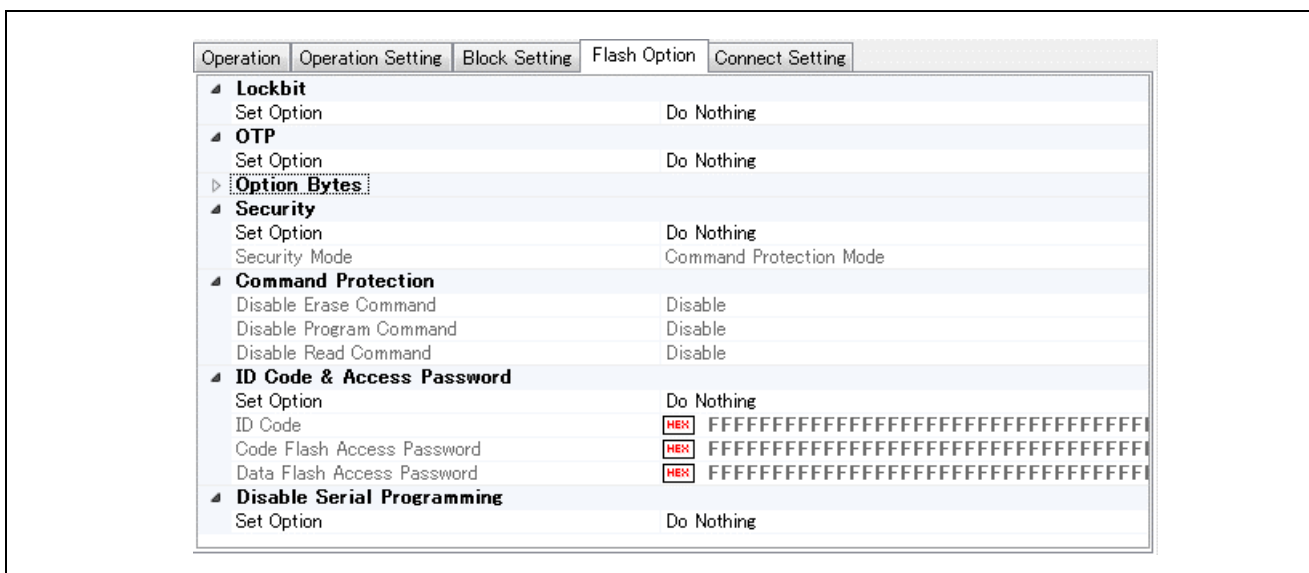 Operation Operation Setting Block Setting Flash Option Connect Setting
Lockbit
Set Option Do Nothing
OTP
Set Option Do Nothing
Option Bytes
Security
Set Option Do Nothing
Security Mode Command Protection Mode
Command Protection
Disable Erase Command Disable
Disable Program Command Disable
Disable Read Command Disable
ID Code & Access Password
Set Option Do Nothing
ID Code HEX FFFFFFFFFFFFFFFFFFFFFFFFFFFFFFFFFF
Code Flash Access Password HEX FFFFFFFFFFFFFFFFFFFFFFFFFFFFFFFFFF
Data Flash Access Password HEX FFFFFFFFFFFFFFFFFFFFFFFFFFFFFFFFFF
Disable Serial Programming
Set Option Do Nothing